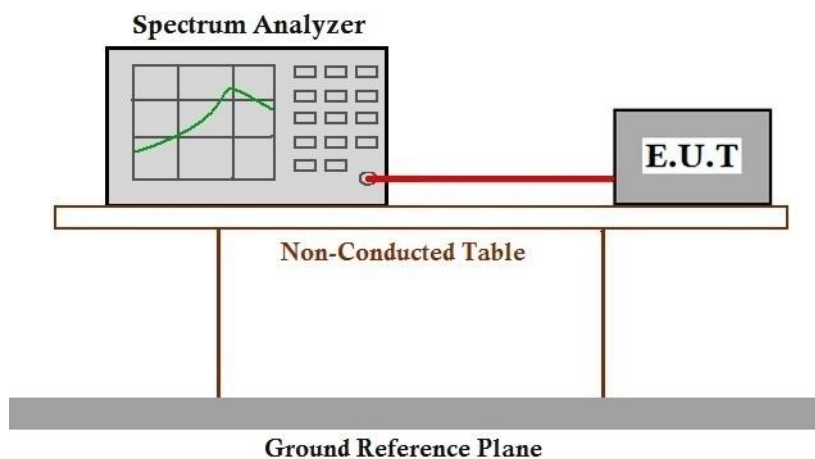 Spectrum Analyzer
E.U.T
Non-Conducted Table
Ground Reference Plane